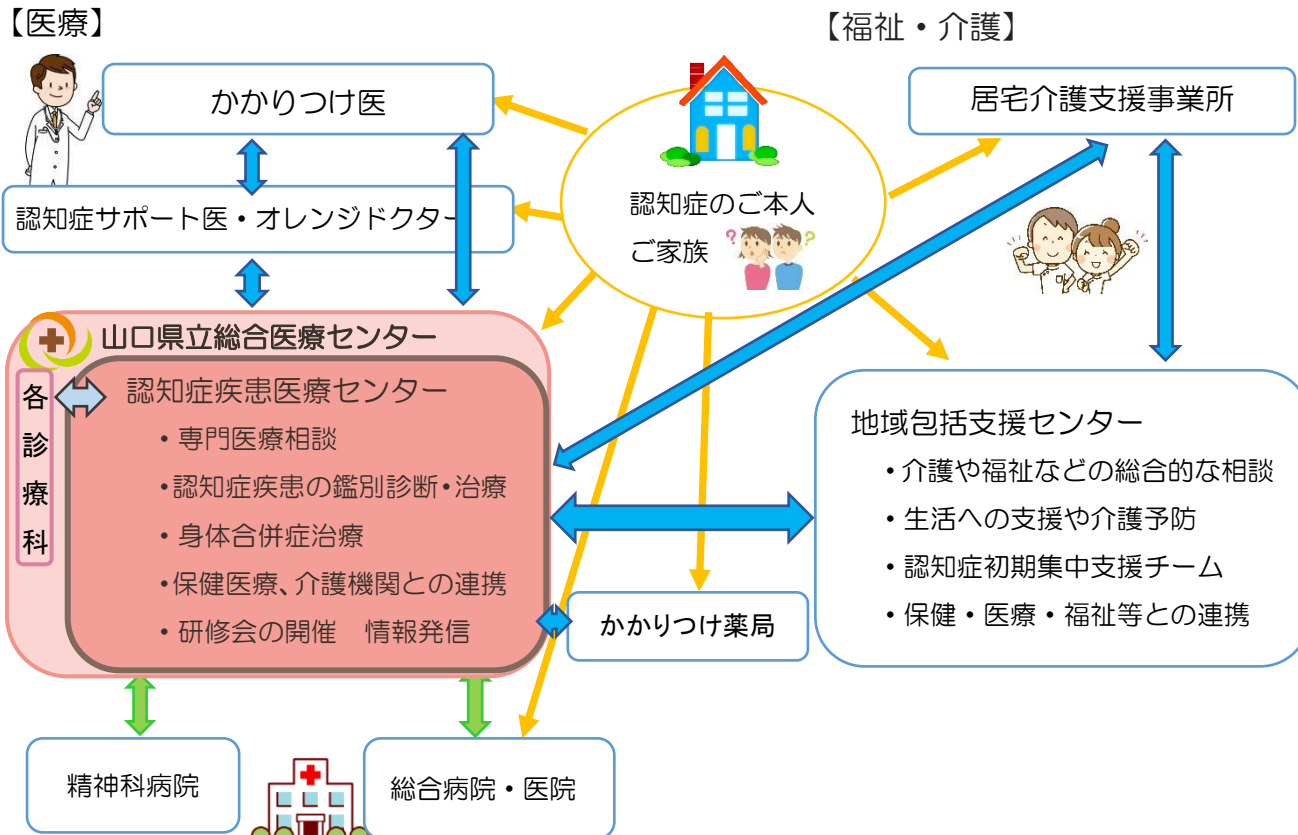 【医療】
【福祉・介護】
かかりつけ医
居宅介護支援事業所
認知症サポート医・オレンジドクター
認知症のご本人
ご家族
? ?
山口県立総合医療センター
各診療科
認知症疾患医療センター
・専門医療相談
・認知症疾患の鑑別診断・治療
・身体合併症治療
・保健医療、介護機関との連携
・研修会の開催　情報発信
地域包括支援センター
・介護や福祉などの総合的な相談
・生活への支援や介護予防
・認知症初期集中支援チーム
・保健・医療・福祉等との連携
かかりつけ薬局
精神科病院
総合病院・医院